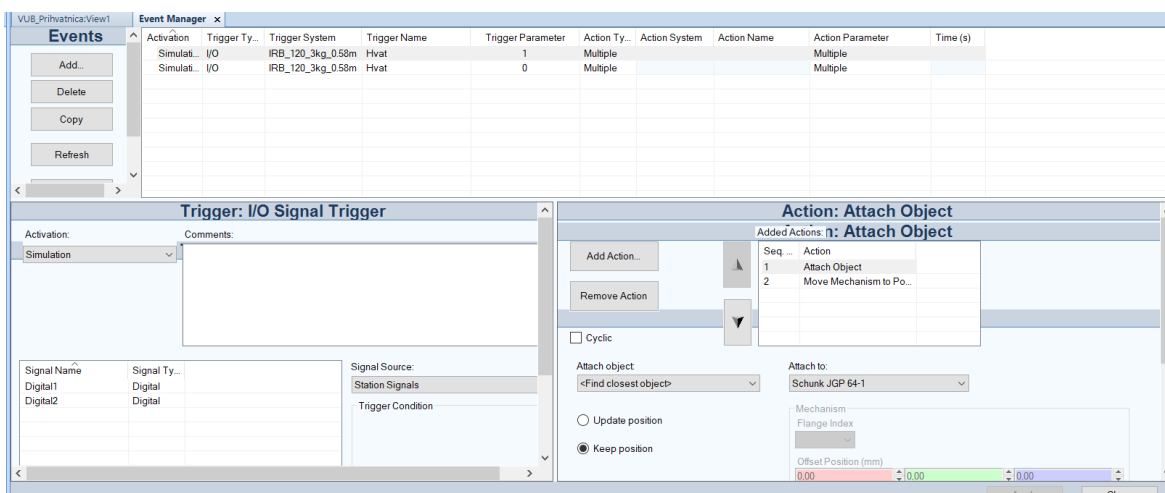 VUB_Prihvatnica:View1 Event Manager ×
Events
Add...
Delete
Copy
Refresh
Activation Trigger Ty... Trigger System Trigger Name Trigger Parameter Action Ty... Action System Action Name Action Parameter Time (s)
Simulati... I/O IRB_120_3kg_0.58m Hvat 1 Multiple Multiple
Simulati... I/O IRB_120_3kg_0.58m Hvat 0 Multiple Multiple
Trigger: I/O Signal Trigger
Activation: Comments:
Simulation
Signal Name Signal Ty...
Digital1 Digital
Digital2 Digital
Signal Source:
Station Signals
Trigger Condition
Action: Attach Object
Added Actions: n: Attach Object
Add Action...
Remove Action
Seq. ... Action
1 Attach Object
2 Move Mechanism to Po...
Cyclic
Attach object: Attach to:
<Find closest object> Schunk JGP 64-1
Update position
Keep position
Mechanism
Flange Index
Offset Position (mm)
0.00 0.00 0.00